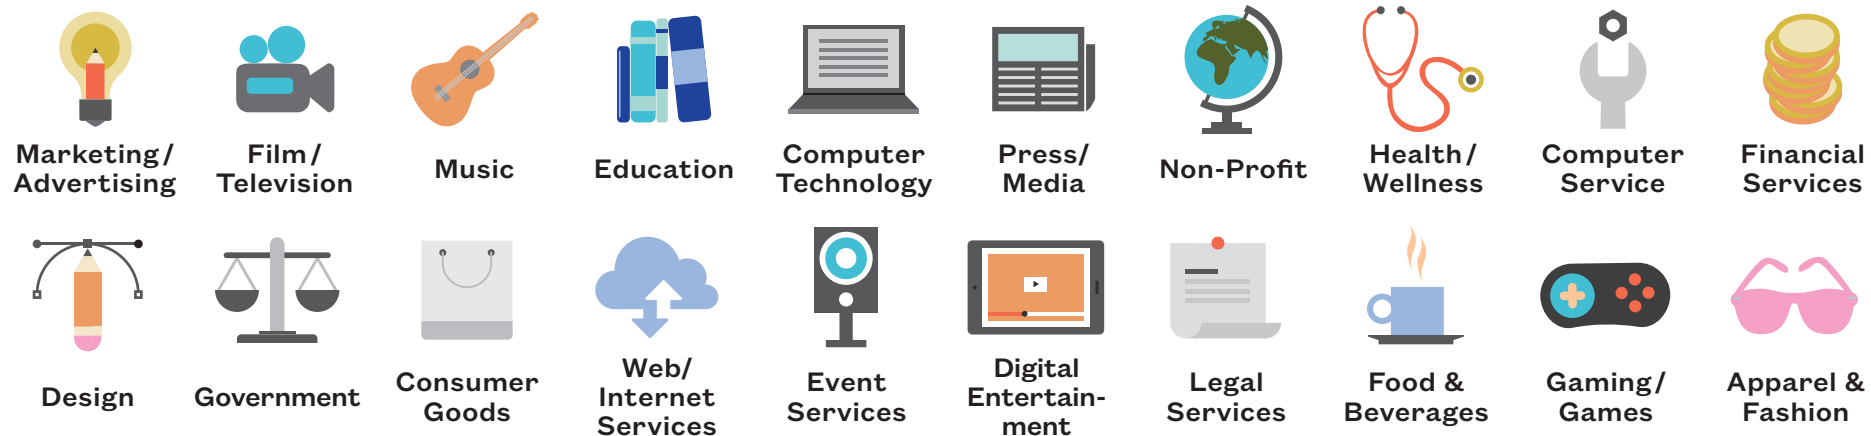 Marketing/
Advertising
Film/
Television
Music
Education
Computer
Technology
Press/
Media
Non-Profit
Health/
Wellness
Computer
Service
Financial
Services
Design
Government
Consumer
Goods
Web/
Internet
Services
Event
Services
Digital
Entertain-
ment
Legal
Services
Food &
Beverages
Gaming/
Games
Apparel &
Fashion